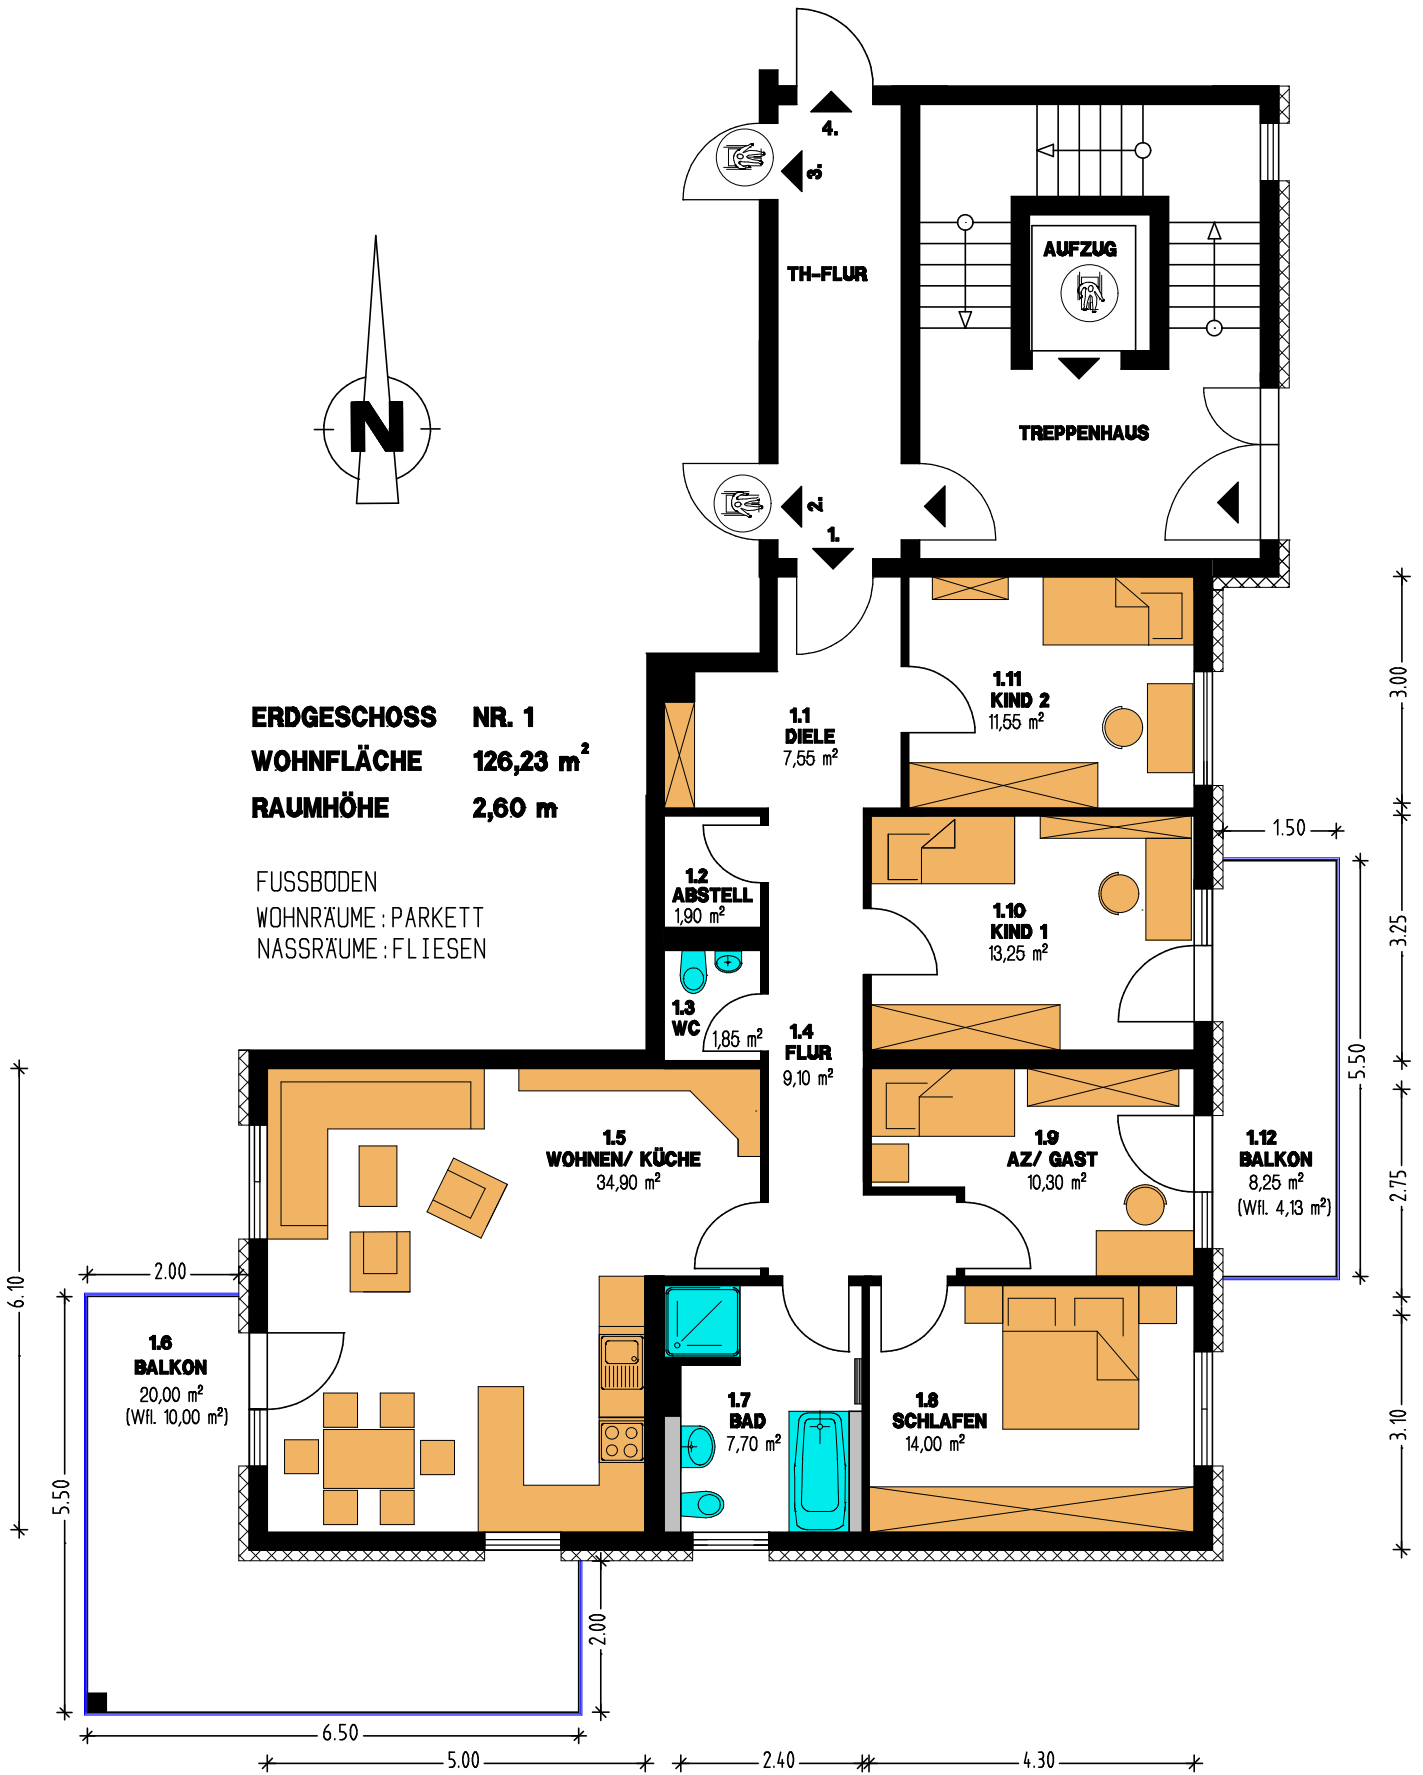 4.
3.
TH-FLUR
AUFZUG
N
TREPPENHAUS
2.
1.
ERDGESCHOSS NR. 1
WOHNFLÄCHE 126,23 m²
RAUMHÖHE 2,60 m
FUSSBÖDEN
WOHNRÄUME:PARKETT
NASSRÄUME:FLIESEN
1.1
DIELE
7,55 m²
1.11
KIND 2
11,55 m²
3.00
1.50
1.2
ABSTELL
1,90 m²
1.10
KIND 1
13,25 m²
3.25
1.3
WC
1,85 m²
1.4
FLUR
9,10 m²
5.50
1.5
WOHNEN/ KÜCHE
34,90 m²
1.9
AZ/ GAST
10,30 m²
1.12
BALKON
8,25 m²
(Wfl. 4,13 m²)
2.75
6.10
2.00
1.6
BALKON
20,00 m²
(Wfl. 10,00 m²)
1.7
BAD
7,70 m²
1.8
SCHLAFEN
14,00 m²
3.10
5.50
2.00
6.50
5.00
2.40
4.30